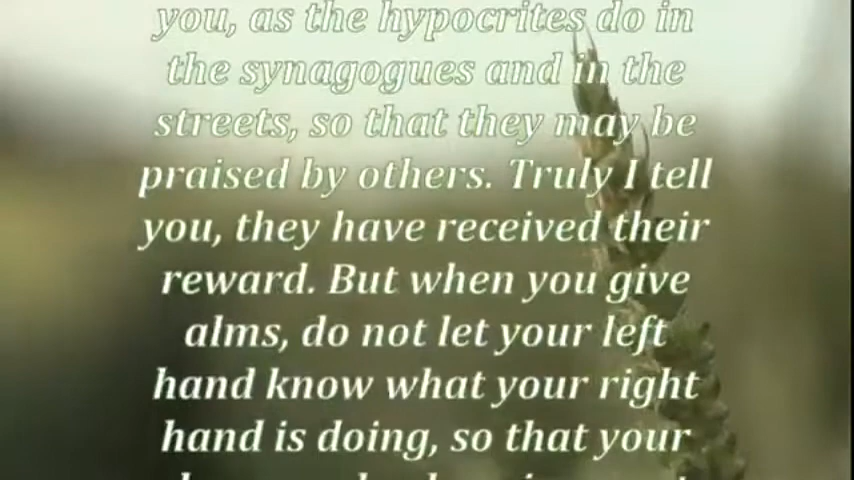 you, as the hypocrites do in
the synagogues and in the
streets, so that they may be
praised by others. Truly I tell
you, they have received their
reward. But when you give
alms, do not let your left
hand know what your right
hand is doing, so that your